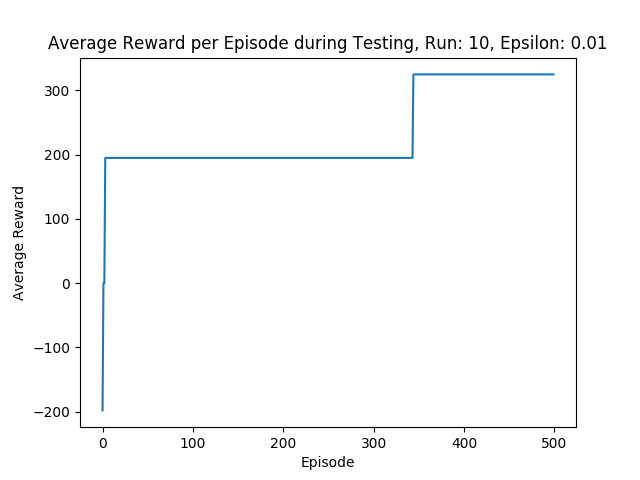 Average Reward per Episode during Testing, Run: 10, Epsilon: 0.01
300
200
100
0
−100
−200
Average Reward
0 100 200 300 400 500
Episode